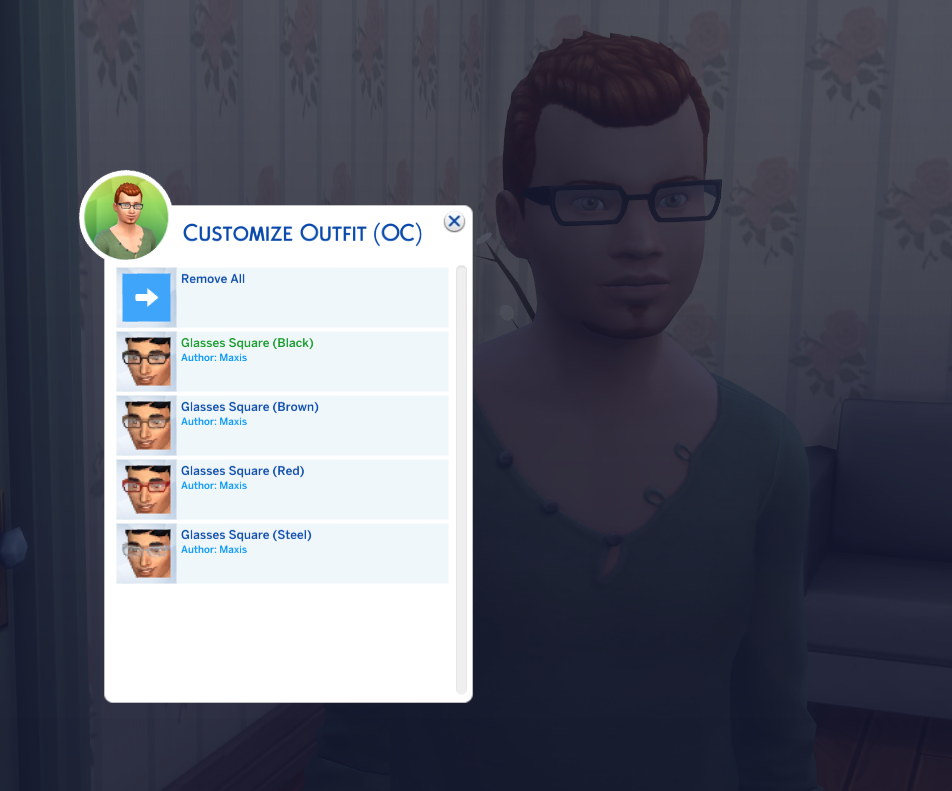 Customize Outfit (OC)
Remove All
Glasses Square (Black)
Author: Maxis
Glasses Square (Brown)
Author: Maxis
Glasses Square (Red)
Author: Maxis
Glasses Square (Steel)
Author: Maxis